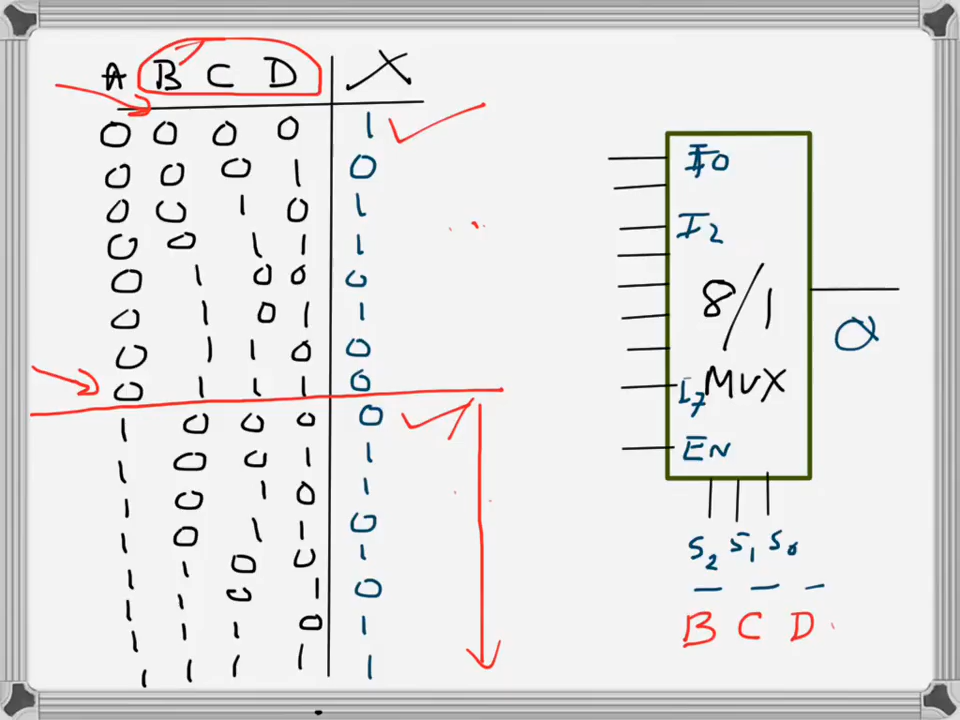 A B C D X
0 0 0 0 1
0 0 0 1 0
0 0 1 0 1
0 0 1 1 1
0 1 0 0 0
0 1 0 1 1
0 1 1 0 0
0 1 1 1 0
1 0 0 0 0
1 0 0 1 1
1 0 1 0 1
1 0 1 1 0
1 1 0 0 1
1 1 0 1 0
1 1 1 0 1
1 1 1 1 1
I0
I2
8/1
I7 MUX
EN
Q
S2 S1 S0
B C D